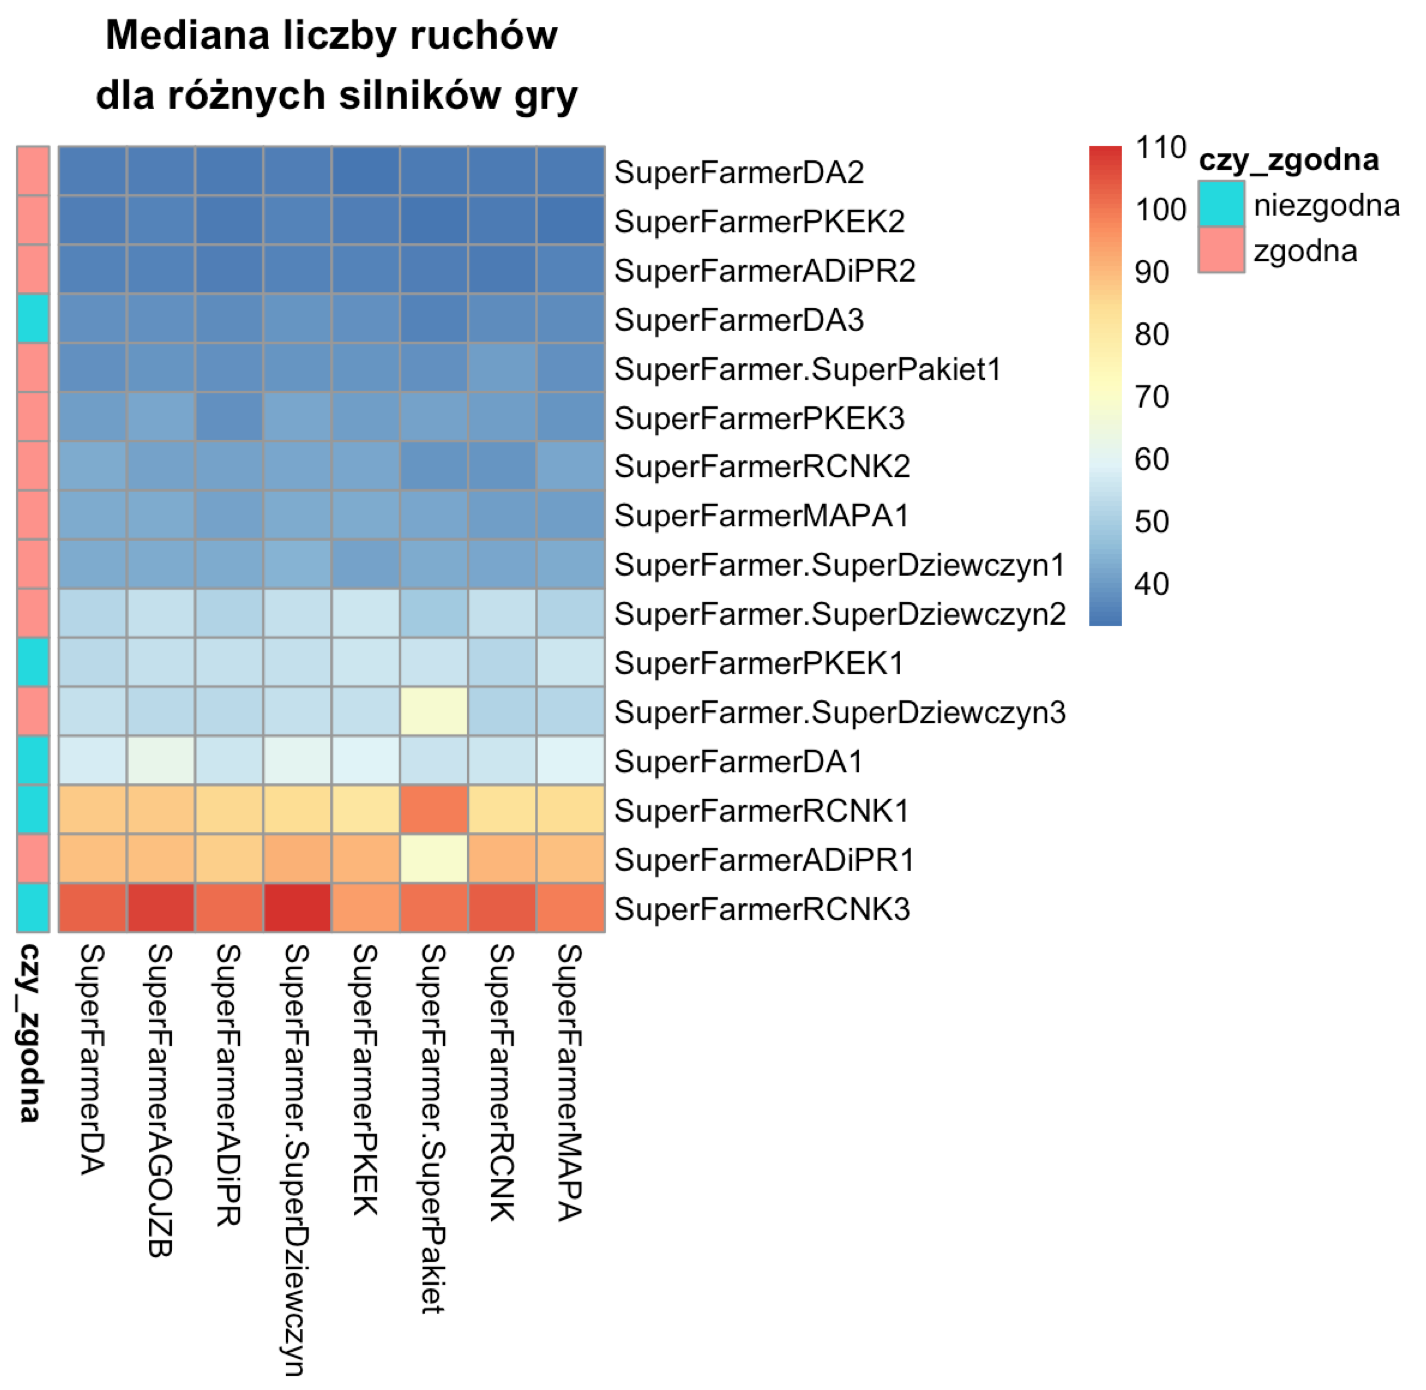 Mediana liczby ruchów
dla różnych silników gry
SuperFarmerDA2
SuperFarmerPKEK2
SuperFarmerADiPR2
SuperFarmerDA3
SuperFarmer.SuperPakiet1
SuperFarmerPKEK3
SuperFarmerRCNK2
SuperFarmerMAPA1
SuperFarmer.SuperDziewczyn1
SuperFarmer.SuperDziewczyn2
SuperFarmerPKEK1
SuperFarmer.SuperDziewczyn3
SuperFarmerDA1
SuperFarmerRCNK1
SuperFarmerADiPR1
SuperFarmerRCNK3
110
100
90
80
70
60
50
40
czy_zgodna
niezgodna
zgodna
czy_zgodna
SuperFarmerDA
SuperFarmerAGOJZB
SuperFarmerADiPR
SuperFarmer.SuperDziewczyn
SuperFarmerPKEK
SuperFarmer.SuperPakiet
SuperFarmerRCNK
SuperFarmerMAPA